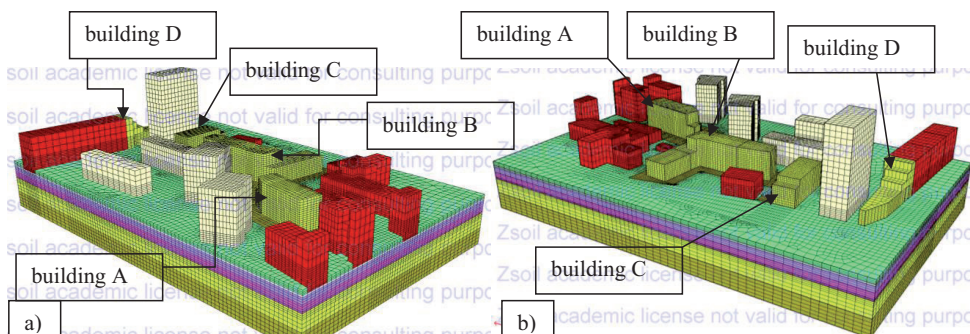 building D
building C
building B
building A
a)
building A
building B
building D
building C
b)
soil academic license not valid for consulting purpo
Zsoil academic license not valid for consulting purpo